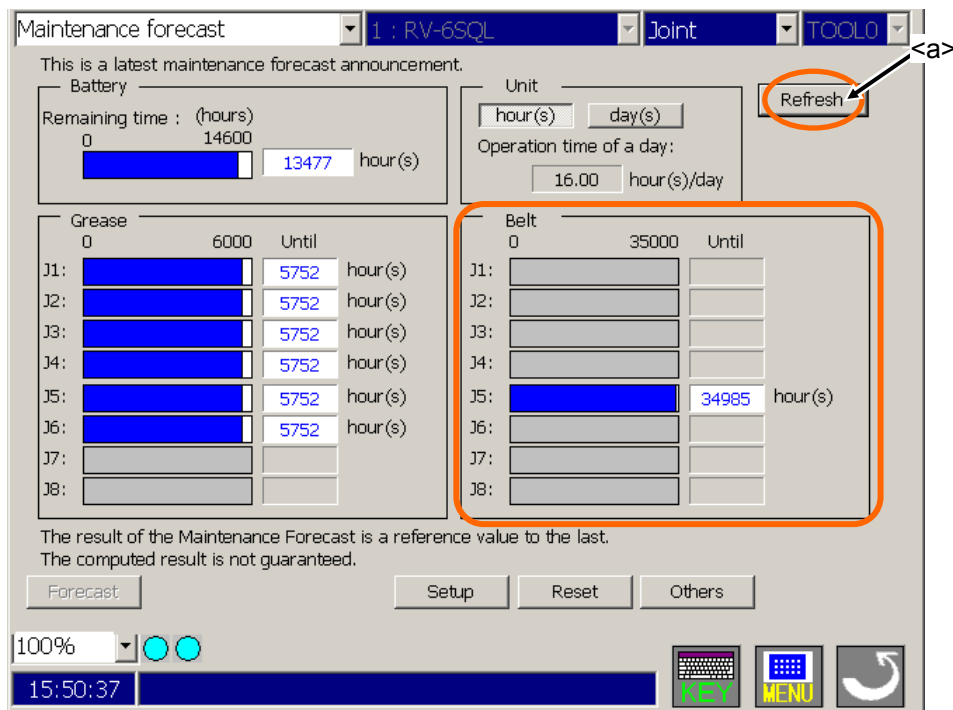 Maintenance forecast 1 : RV-6SQL Joint TOOL0
<a>
This is a latest maintenance forecast announcement.
Battery
Remaining time : (hours)
0 14600
13477 hour(s)
Unit
hour(s) day(s)
Operation time of a day:
16.00 hour(s)/day
Refresh
Grease
0 6000 Until
J1: 5752 hour(s)
J2: 5752 hour(s)
J3: 5752 hour(s)
J4: 5752 hour(s)
J5: 5752 hour(s)
J6: 5752 hour(s)
J7:
J8:
Belt
0 35000 Until
J1:
J2:
J3:
J4:
J5: 34985 hour(s)
J6:
J7:
J8:
The result of the Maintenance Forecast is a reference value to the last.
The computed result is not guaranteed.
Forecast Setup Reset Others
100%
15:50:37
KEY MENU